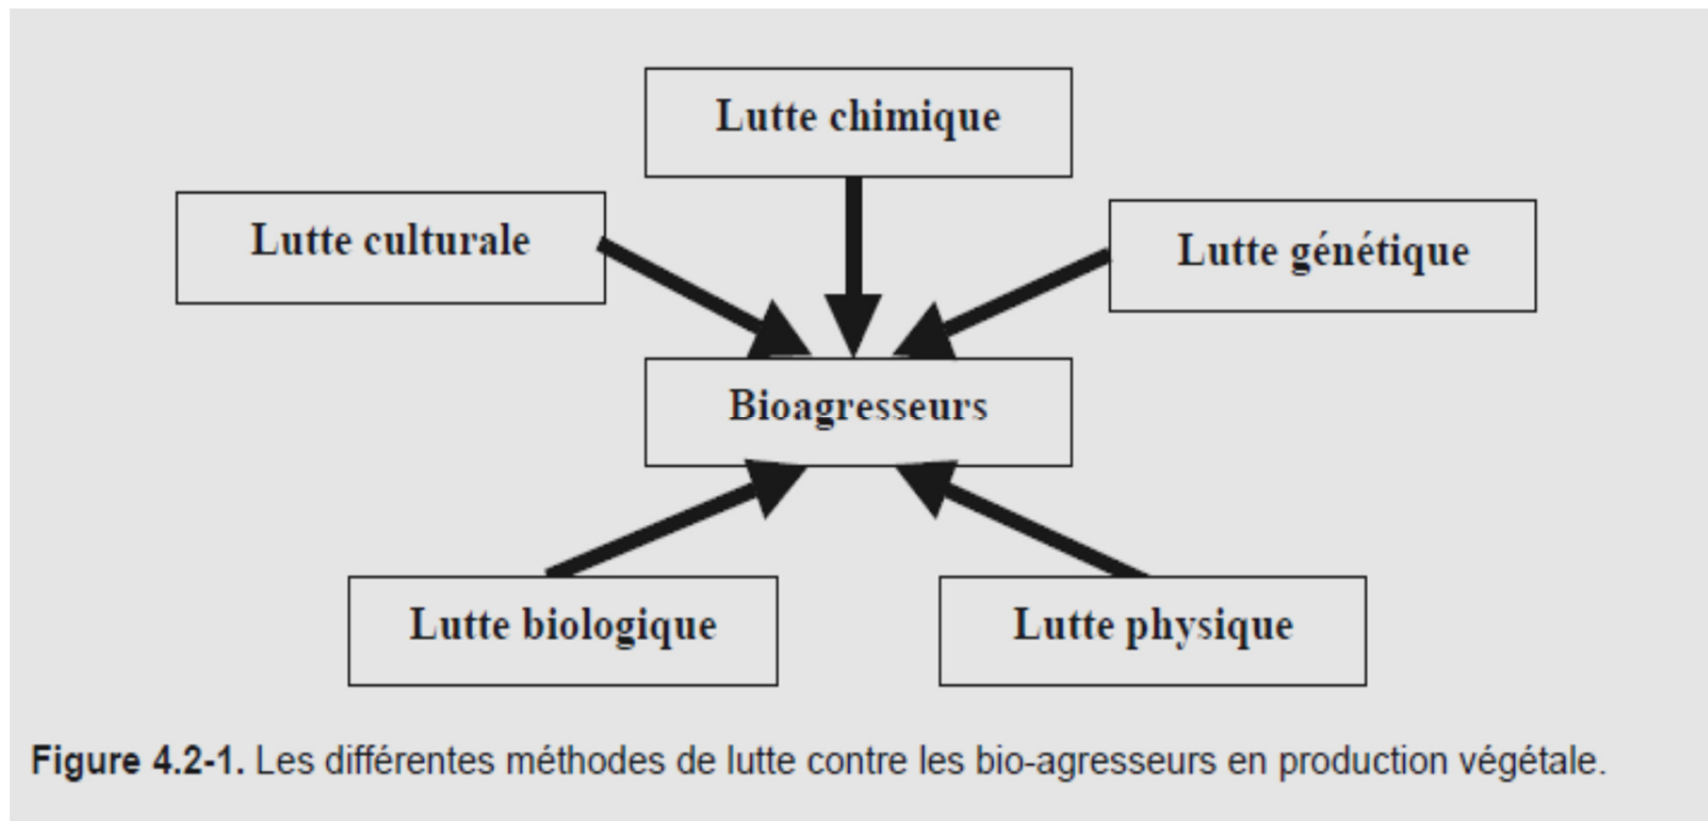 Lutte chimique
Lutte culturale
Lutte génétique
Bioagresseurs
Lutte biologique
Lutte physique
Figure 4.2-1. Les différentes méthodes de lutte contre les bio-agresseurs en production végétale.